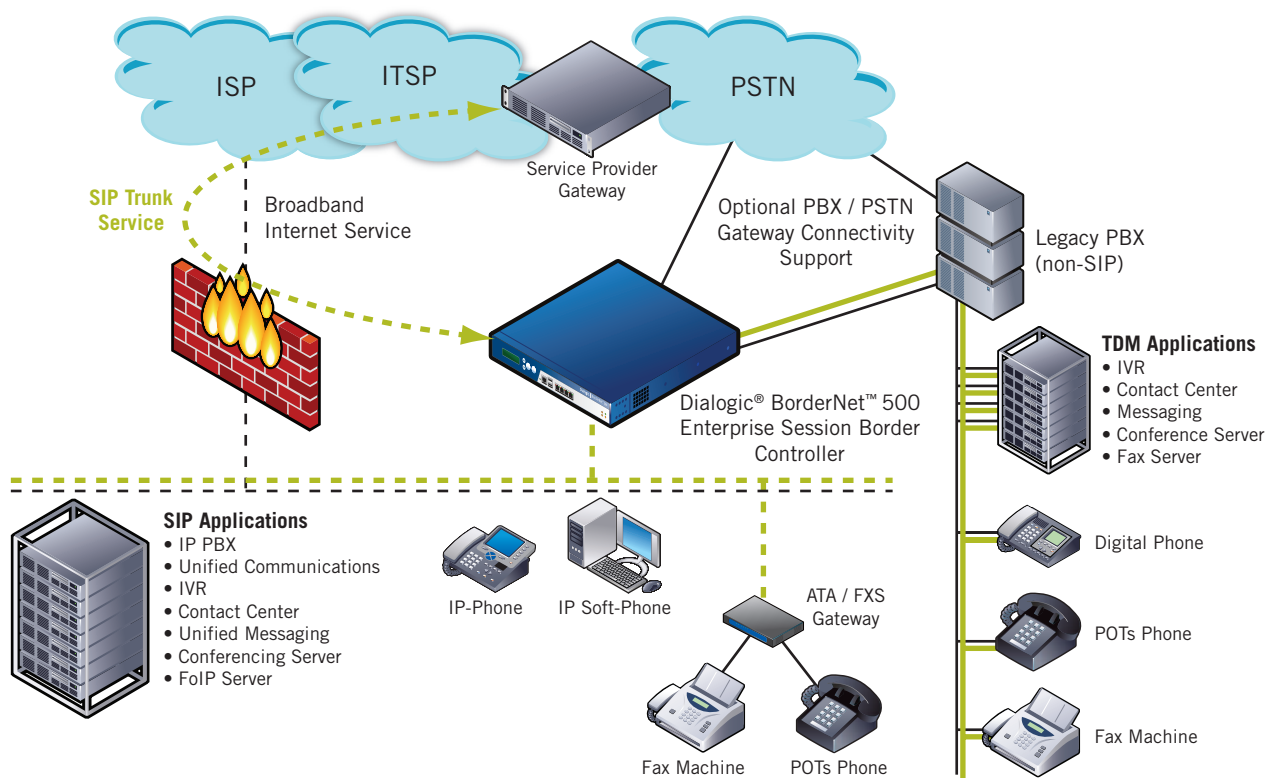 ISP
ITSP
PSTN
Service Provider
Gateway
SIP Trunk
Service
Broadband
Internet Service
Optional PBX / PSTN
Gateway Connectivity
Support
Legacy PBX
(non-SIP)
Dialogic® BorderNet™ 500
Enterprise Session Border
Controller
TDM Applications
• IVR
• Contact Center
• Messaging
• Conference Server
• Fax Server
SIP Applications
• IP PBX
• Unified Communications
• IVR
• Contact Center
• Unified Messaging
• Conferencing Server
• FoIP Server
IP-Phone
IP Soft-Phone
ATA / FXS
Gateway
Fax Machine
POTs Phone
Digital Phone
POTs Phone
Fax Machine